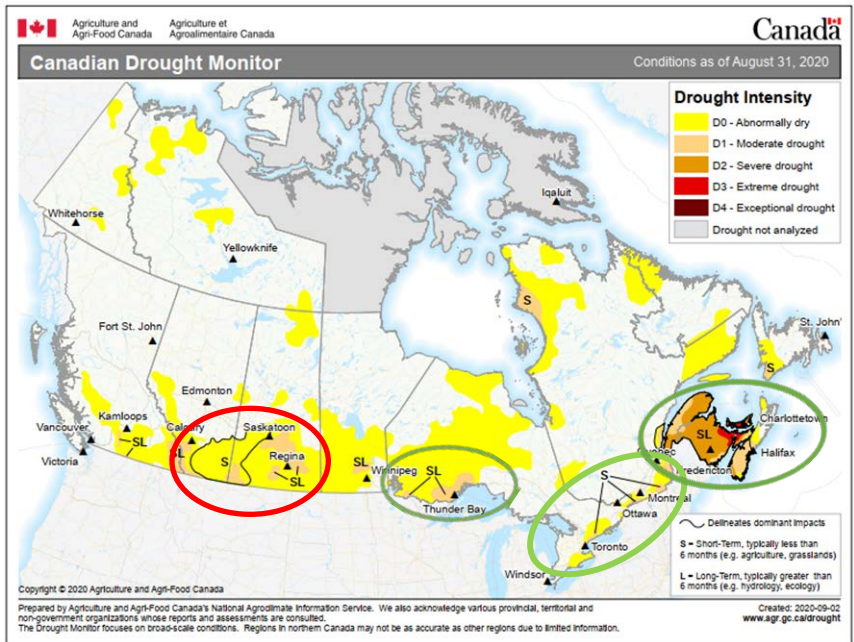 Agriculture and
Agri-Food Canada
Agriculture et
Agroalimentaire Canada
Canada
Canadian Drought Monitor
Conditions as of August 31, 2020
Drought Intensity
D0 - Abnormally dry
D1 - Moderate drought
D2 - Severe drought
D3 - Extreme drought
D4 - Exceptional drought
Drought not analyzed
Iqaluit
Whitehorse
Yellowknife
S
St. John'
Fort St. John
S
Edmonton
Kamloops
Calgary
Saskatoon
Charlottetown
Vancouver
SL
SL
SL
Halifax
Victoria
SL
S
Regina
SL
SL
Winnipeg
SL
Quebec
Fredericton
S
Montreal
Ottawa
Thunder Bay
Toronto
Windsor
Delineates dominant impacts
S = Short-Term, typically less than
6 months (e.g. agriculture, grasslands)
L = Long-Term, typically greater than
6 months (e.g. hydrology, ecology)
Copyright © 2020 Agriculture and Agri-Food Canada
Prepared by Agriculture and Agri-Food Canada's National Agroclimate Information Service. We also acknowledge various provincial, territorial and
non-government organizations whose reports and assessments are consulted.
The Drought Monitor focuses on broad-scale conditions. Regions in northern Canada may not be as accurate as other regions due to limited information.
Created: 2020-09-02
www.agr.gc.ca/drought